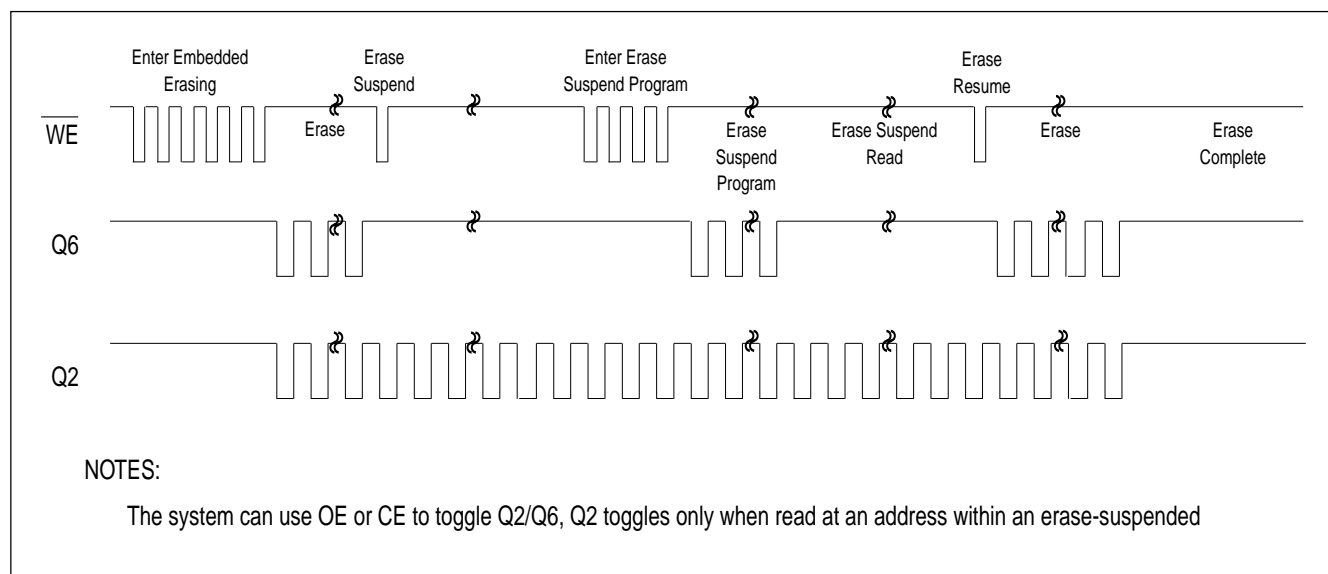 Enter Embedded
Erasing
Erase
Suspend
Enter Erase
Suspend Program
Erase
Resume
WE
Erase
Erase
Suspend
Program
Erase Suspend
Read
Erase
Erase
Complete
Q6
Q2
NOTES:
The system can use OE or CE to toggle Q2/Q6, Q2 toggles only when read at an address within an erase-suspended